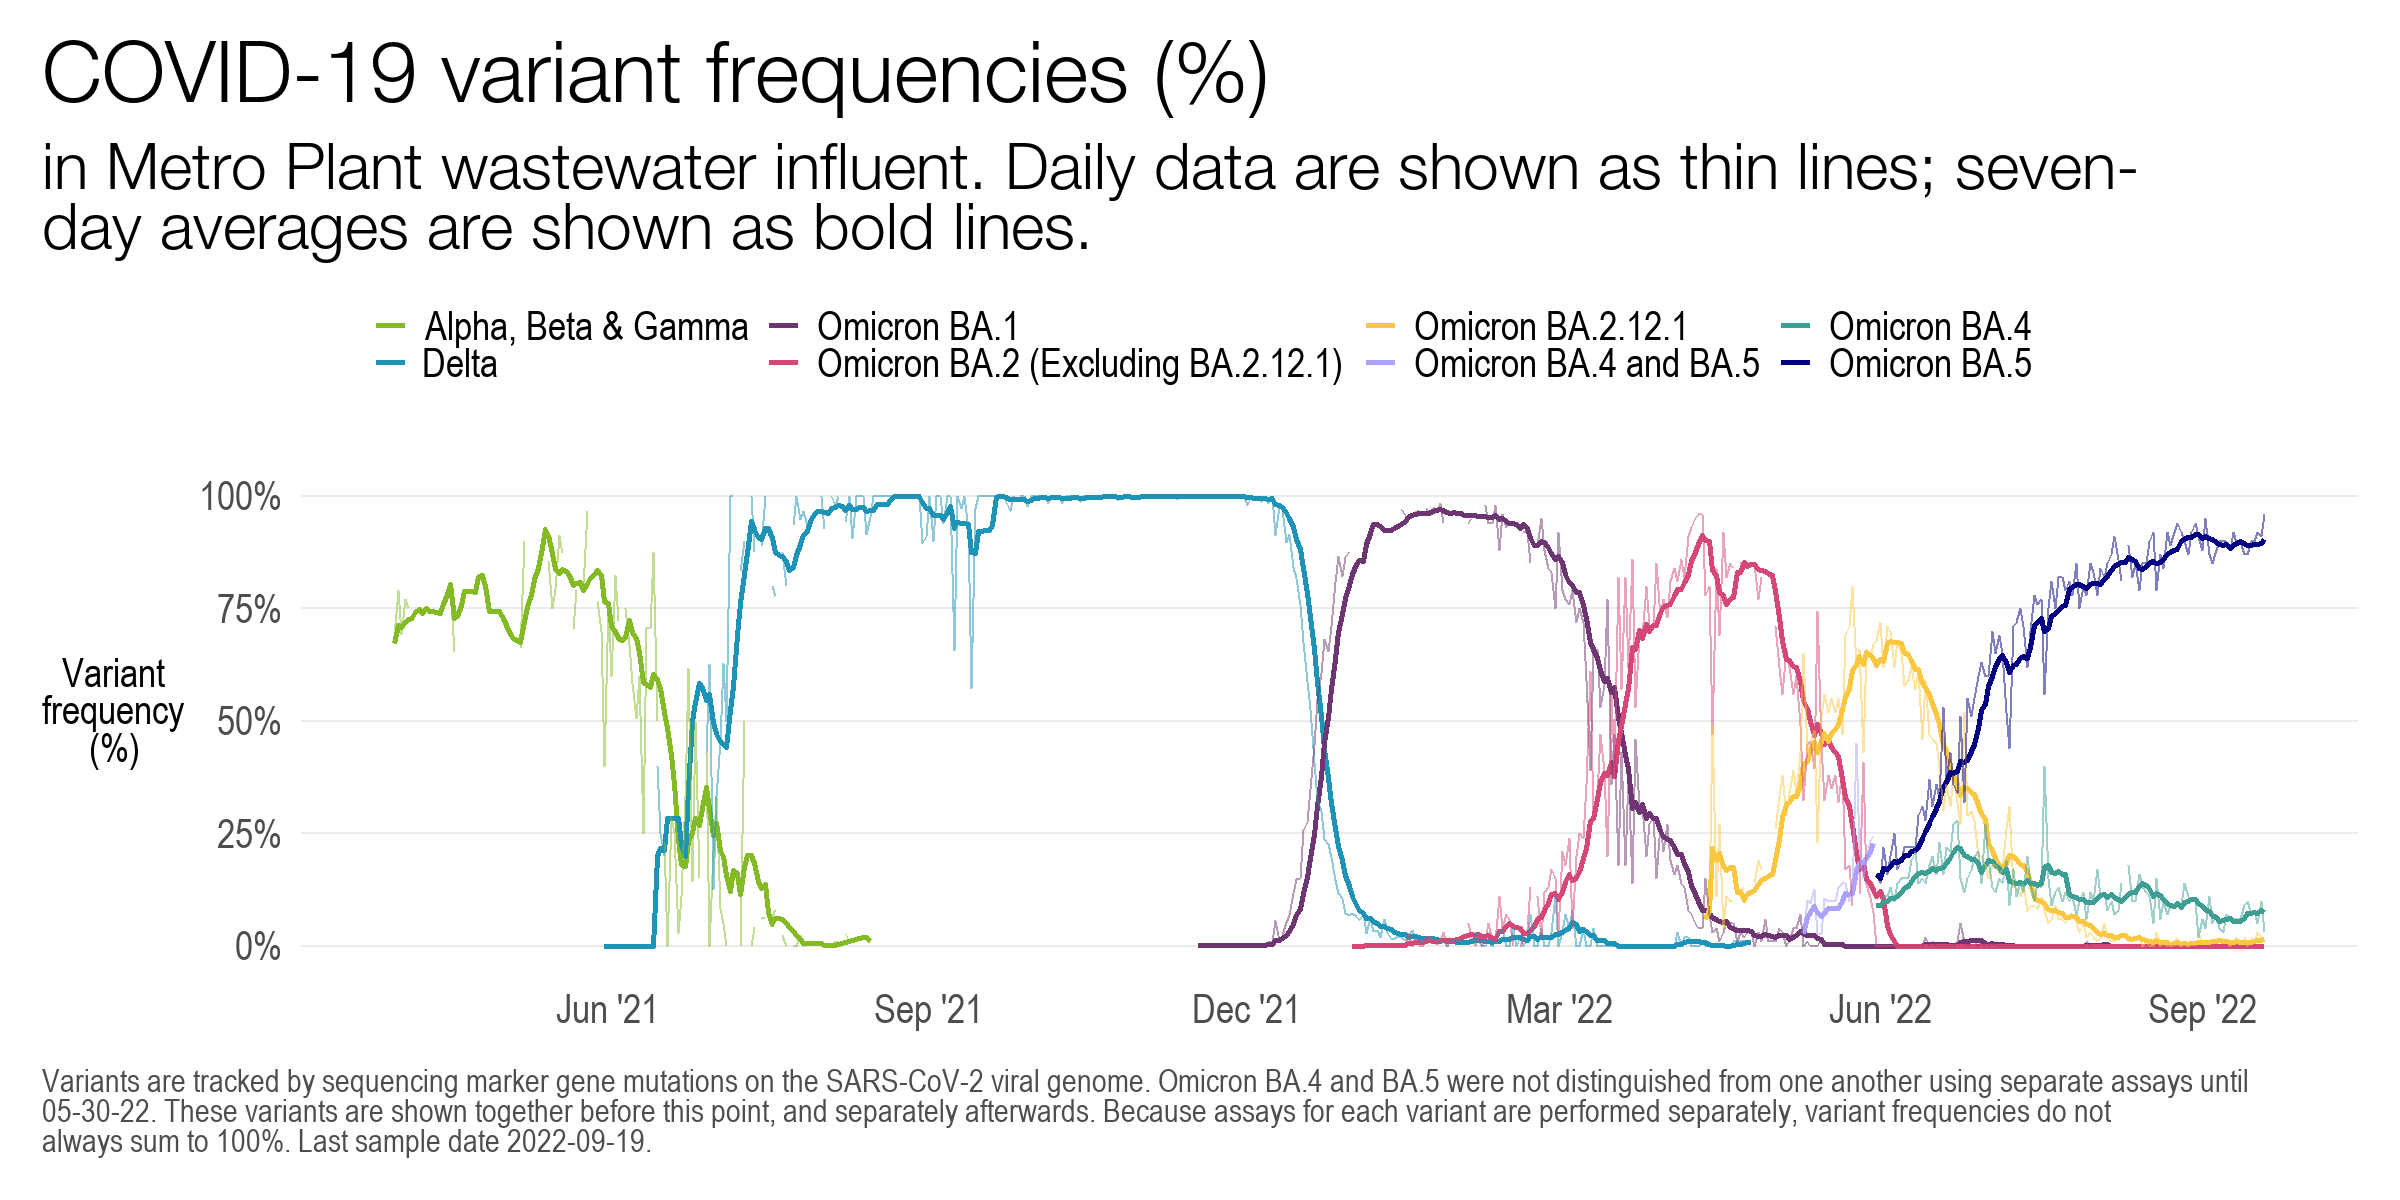 COVID-19 variant frequencies (%)
in Metro Plant wastewater influent. Daily data are shown as thin lines; seven-
day averages are shown as bold lines.
Alpha, Beta & Gamma
Delta
Omicron BA.1
Omicron BA.2 (Excluding BA.2.12.1)
Omicron BA.2.12.1
Omicron BA.4 and BA.5
Omicron BA.4
Omicron BA.5
100%
75%
50%
25%
0%
Variant
frequency
(%)
Jun '21
Sep '21
Dec '21
Mar '22
Jun '22
Sep '22
Variants are tracked by sequencing marker gene mutations on the SARS-CoV-2 viral genome. Omicron BA.4 and BA.5 were not distinguished from one another using separate assays until
05-30-22. These variants are shown together before this point, and separately afterwards. Because assays for each variant are performed separately, variant frequencies do not
always sum to 100%. Last sample date 2022-09-19.